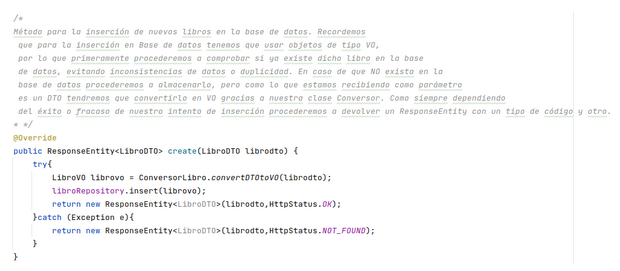 /*
Método para la inserción de nuevos libros en la base de datos. Recordemos
que para la inserción en Base de datos tenemos que usar objetos de tipo VO,
por lo que primeramente procederemos a comprobar si ya existe dicho libro en la base
de datos, evitando inconsistencias de datos o duplicidad. En caso de que NO exista en la
base de datos procederemos a almacenarlo, pero como lo que estamos recibiendo como parámetro
es un DTO tendremos que convertirlo en VO gracias a nuestra clase Conversor. Como siempre dependiendo
del éxito o fracaso de nuestro intento de inserción procederemos a devolver un ResponseEntity con un tipo de código y otro.
* */
@Override
public ResponseEntity<LibroDTO> create(LibroDTO librodto) {
try{
LibroVO librovo = ConversorLibro.convertDTOtoVO(librodto);
libroRepository.insert(librovo);
return new ResponseEntity<LibroDTO>(librodto,HttpStatus.OK);
}catch (Exception e){
return new ResponseEntity<LibroDTO>(librodto,HttpStatus.NOT_FOUND);
}
}